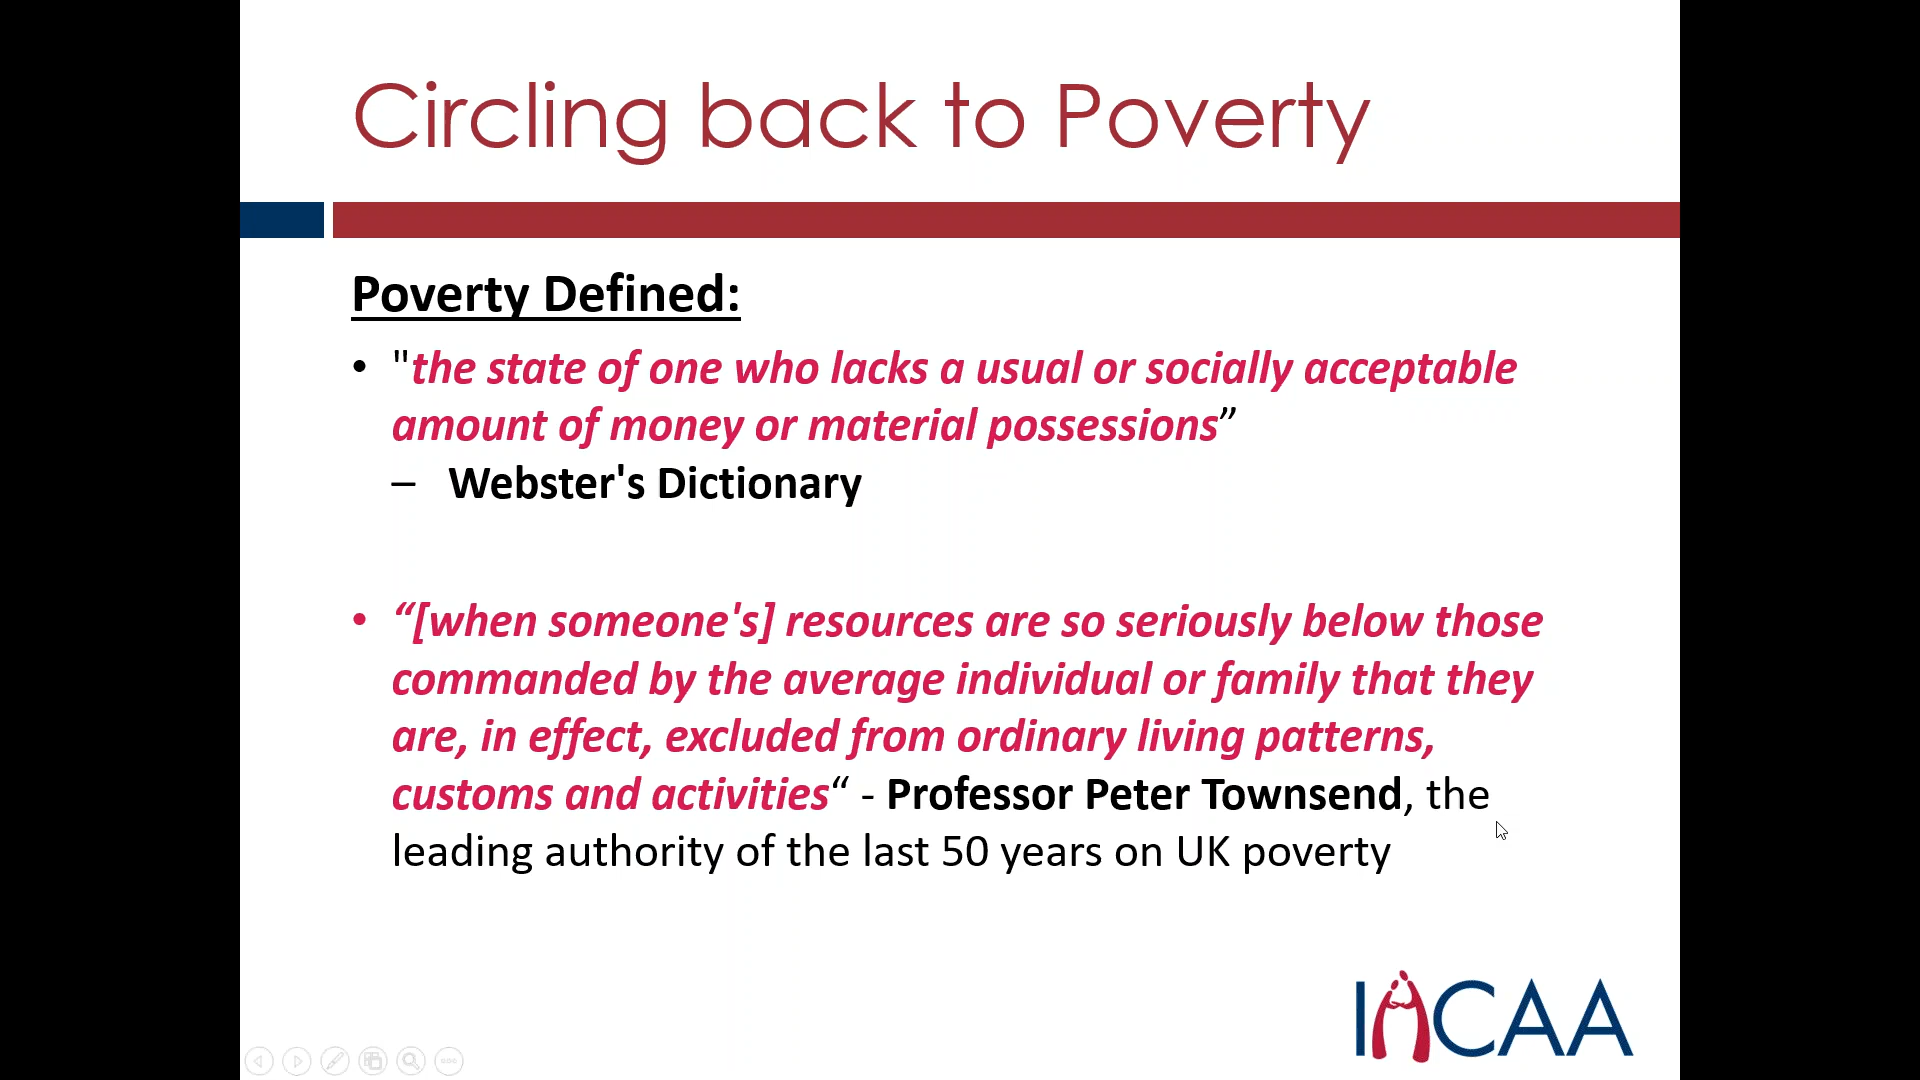 Circling back to Poverty
Poverty Defined:
• "the state of one who lacks a usual or socially acceptable
amount of money or material possessions”
– Webster's Dictionary
• “[when someone's] resources are so seriously below those
commanded by the average individual or family that they
are, in effect, excluded from ordinary living patterns,
customs and activities“ - Professor Peter Townsend, the
leading authority of the last 50 years on UK poverty
IACAA